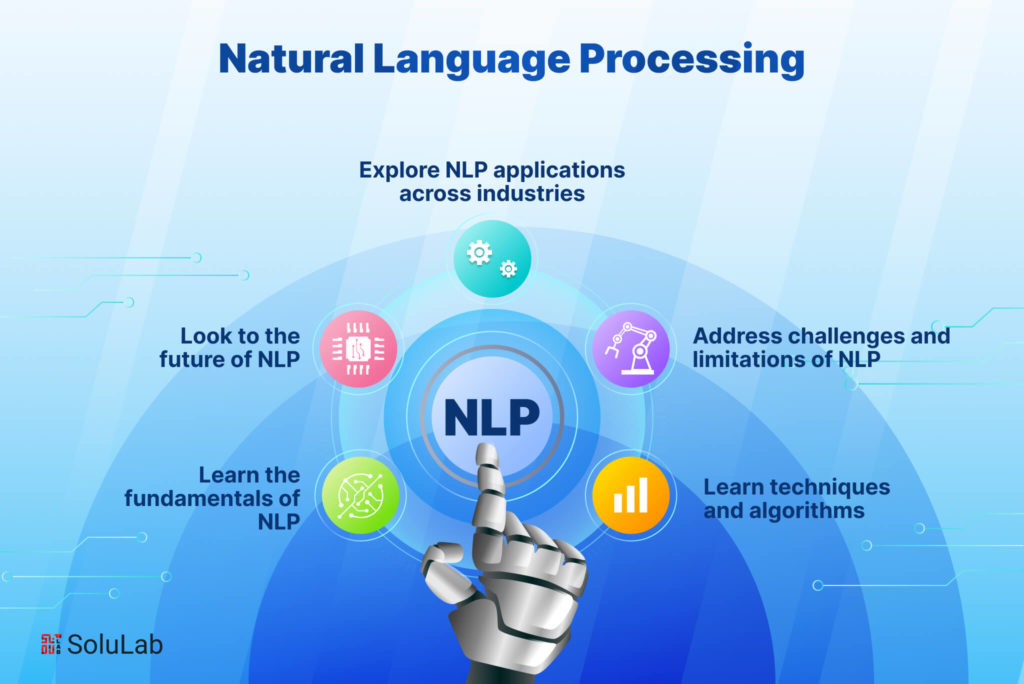 Natural Language Processing
Explore NLP applications
across industries
Look to the
future of NLP
Address challenges and
limitations of NLP
NLP
Learn the
fundamentals of
NLP
Learn techniques
and algorithms
SoluLab